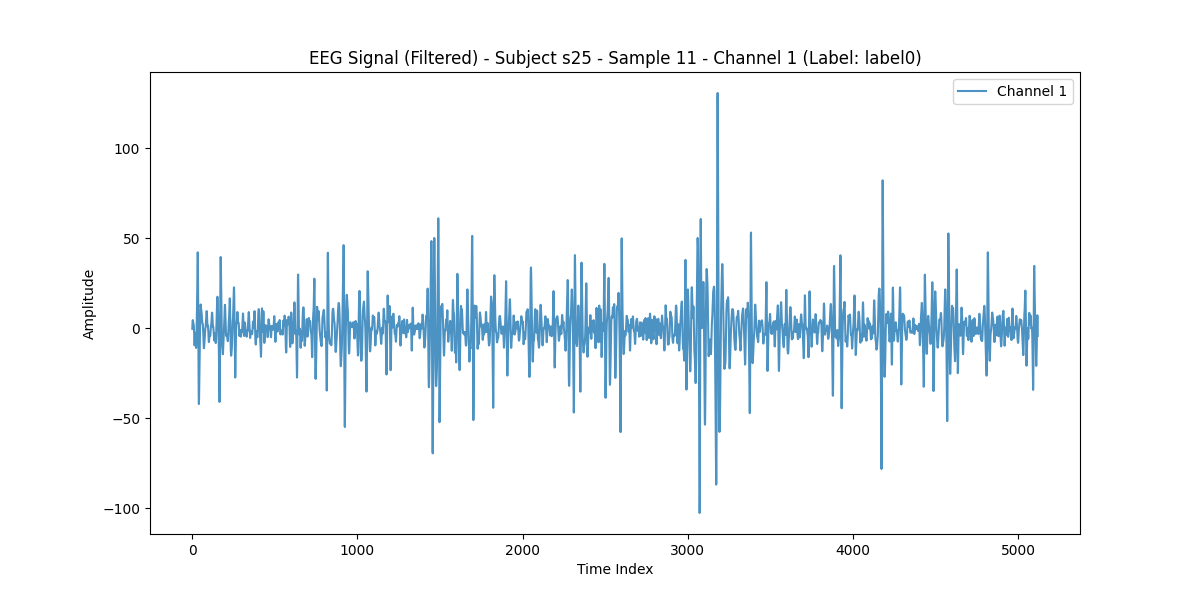 EEG Signal (Filtered) - Subject s25 - Sample 11 - Channel 1 (Label: label0)
Channel 1
100
50
0
−50
−100
Amplitude
0 1000 2000 3000 4000 5000
Time Index